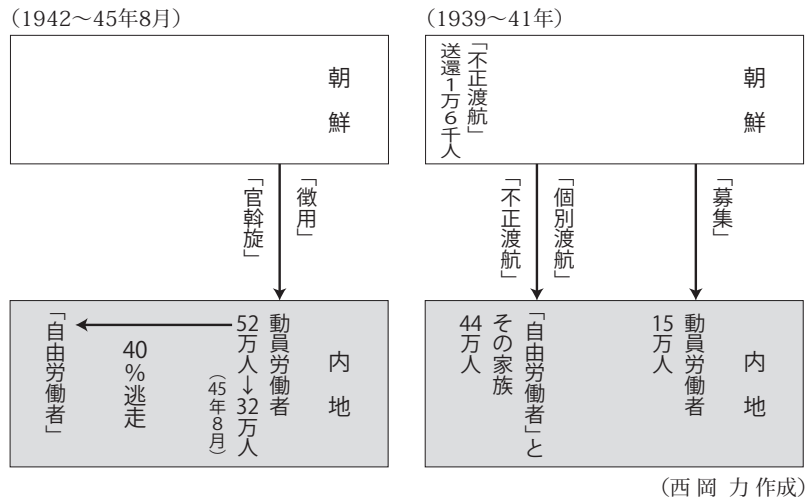 （1939～41年）
朝鮮
「不正渡航」
送還1万6千人
「募集」
「個別渡航」
「不正渡航」
内地
動員労働者
15万人
「自由労働者」と
その家族
44万人
（1942～45年8月）
朝鮮
「徴用」
「官斡旋」
内地
動員労働者
52万人→32万人
（45年8月）
40％逃走
「自由労働者」
（西岡 力 作成）